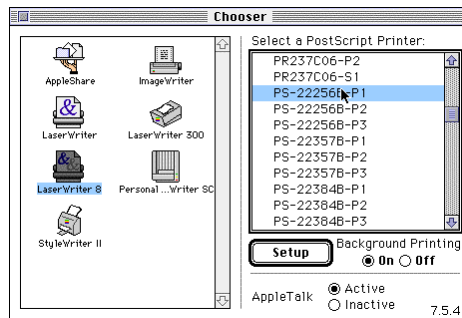 Chooser
AppleShare
ImageWriter
LaserWriter
LaserWriter 300
LaserWriter 8
Personal ...Writer SC
StyleWriter II
Select a PostScript Printer:
PR237C06-P2
PR237C06-S1
PS-22256B-P1
PS-22256B-P2
PS-22256B-P3
PS-22357B-P1
PS-22357B-P2
PS-22357B-P3
PS-22384B-P1
PS-22384B-P2
PS-22384B-P3
Setup
Background Printing
On Off
AppleTalk
Active
Inactive
7.5.4